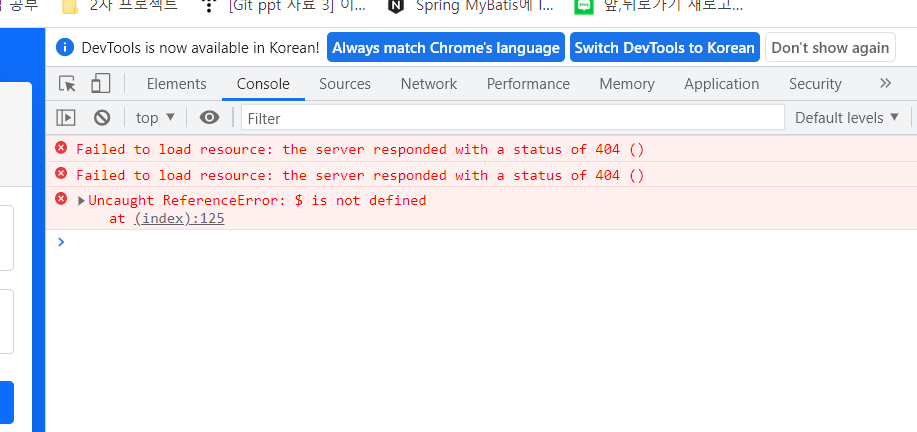 공부 2차 프로젝트 [Git ppt 자료 3] 이... Spring MyBatis에 I... 앞,뒤로가기 새로고...
DevTools is now available in Korean! Always match Chrome's language Switch DevTools to Korean Don't show again
Elements Console Sources Network Performance Memory Application Security »
top ▼ Filter Default levels ▼
Failed to load resource: the server responded with a status of 404 ()
Failed to load resource: the server responded with a status of 404 ()
▶Uncaught ReferenceError: $ is not defined
at (index):125
>